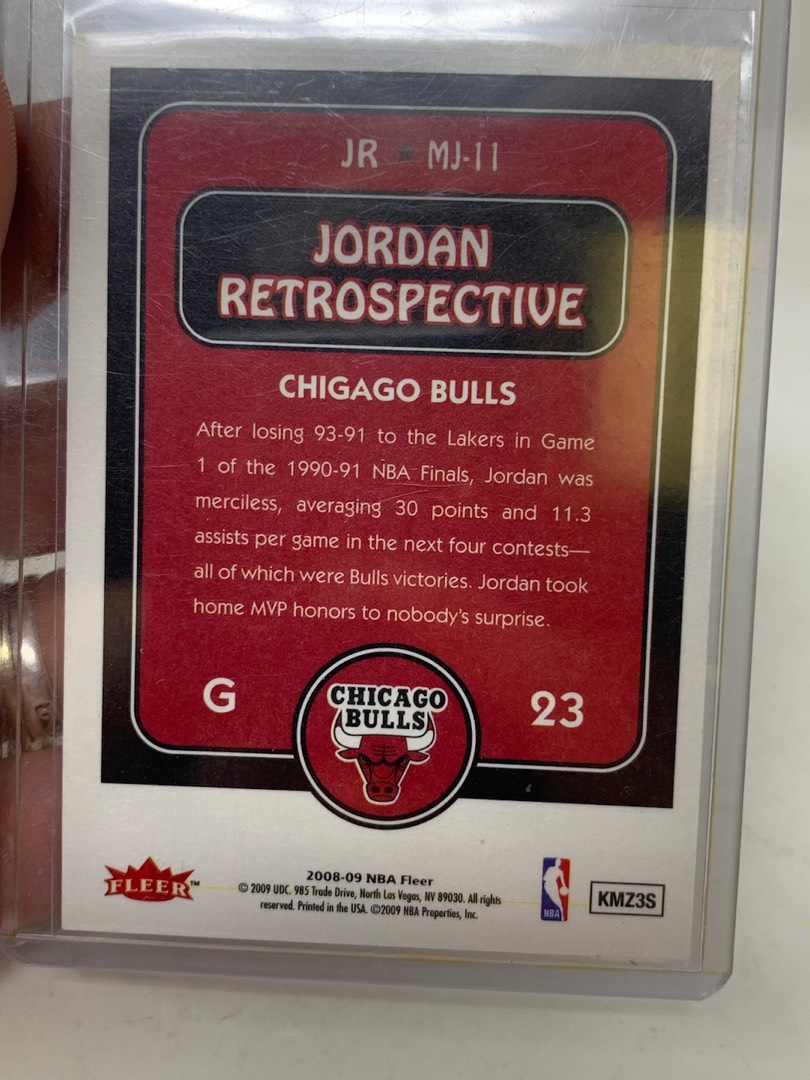 JR ★ MJ-11
JORDAN
RETROSPECTIVE
CHIGAGO BULLS
After losing 93-91 to the Lakers in Game
1 of the 1990-91 NBA Finals, Jordan was
merciless, averaging 30 points and 11.3
assists per game in the next four contests—
all of which were Bulls victories. Jordan took
home MVP honors to nobody's surprise.
G
CHICAGO
BULLS
23
FLEER™
2008-09 NBA Fleer
© 2009 UDC. 985 Trade Drive, North Las Vegas, NV 89030. All rights
reserved. Printed in the USA. ©2009 NBA Properties, Inc.
NBA
KMZ3S